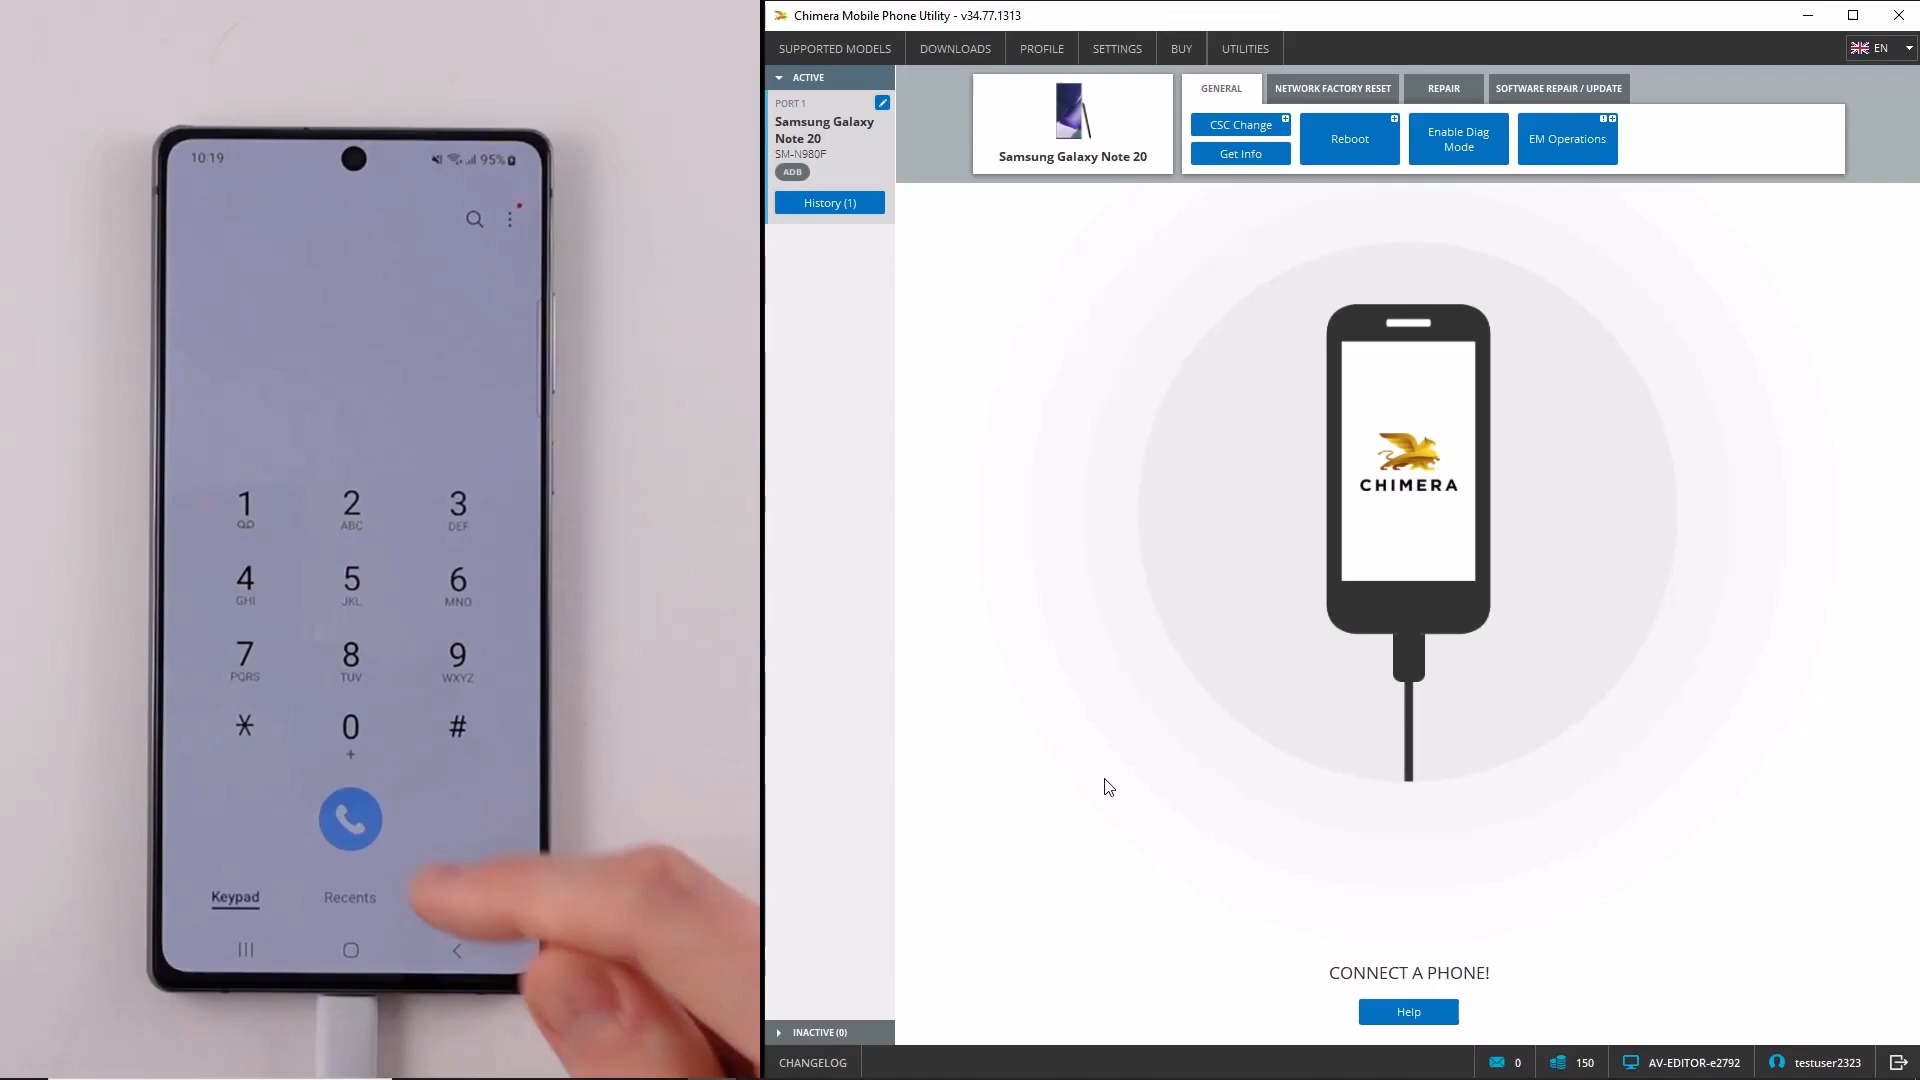 10:19
95%
1
2 ABC
3 DEF
4 GHI
5 JKL
6 MNO
7 PQRS
8 TUV
9 WXYZ
*
0 +
#
Keypad Recents
Chimera Mobile Phone Utility - v34.77.1313
SUPPORTED MODELS DOWNLOADS PROFILE SETTINGS BUY UTILITIES
EN
ACTIVE
PORT 1
Samsung Galaxy
Note 20
SM-N980F
ADB
History (1)
Samsung Galaxy Note 20
GENERAL NETWORK FACTORY RESET REPAIR SOFTWARE REPAIR / UPDATE
CSC Change
Get Info
Reboot
Enable Diag
Mode
EM Operations
CHIMERA
CONNECT A PHONE!
Help
INACTIVE (0)
CHANGELOG
0 150 AV-EDITOR-e2792 testuser2323